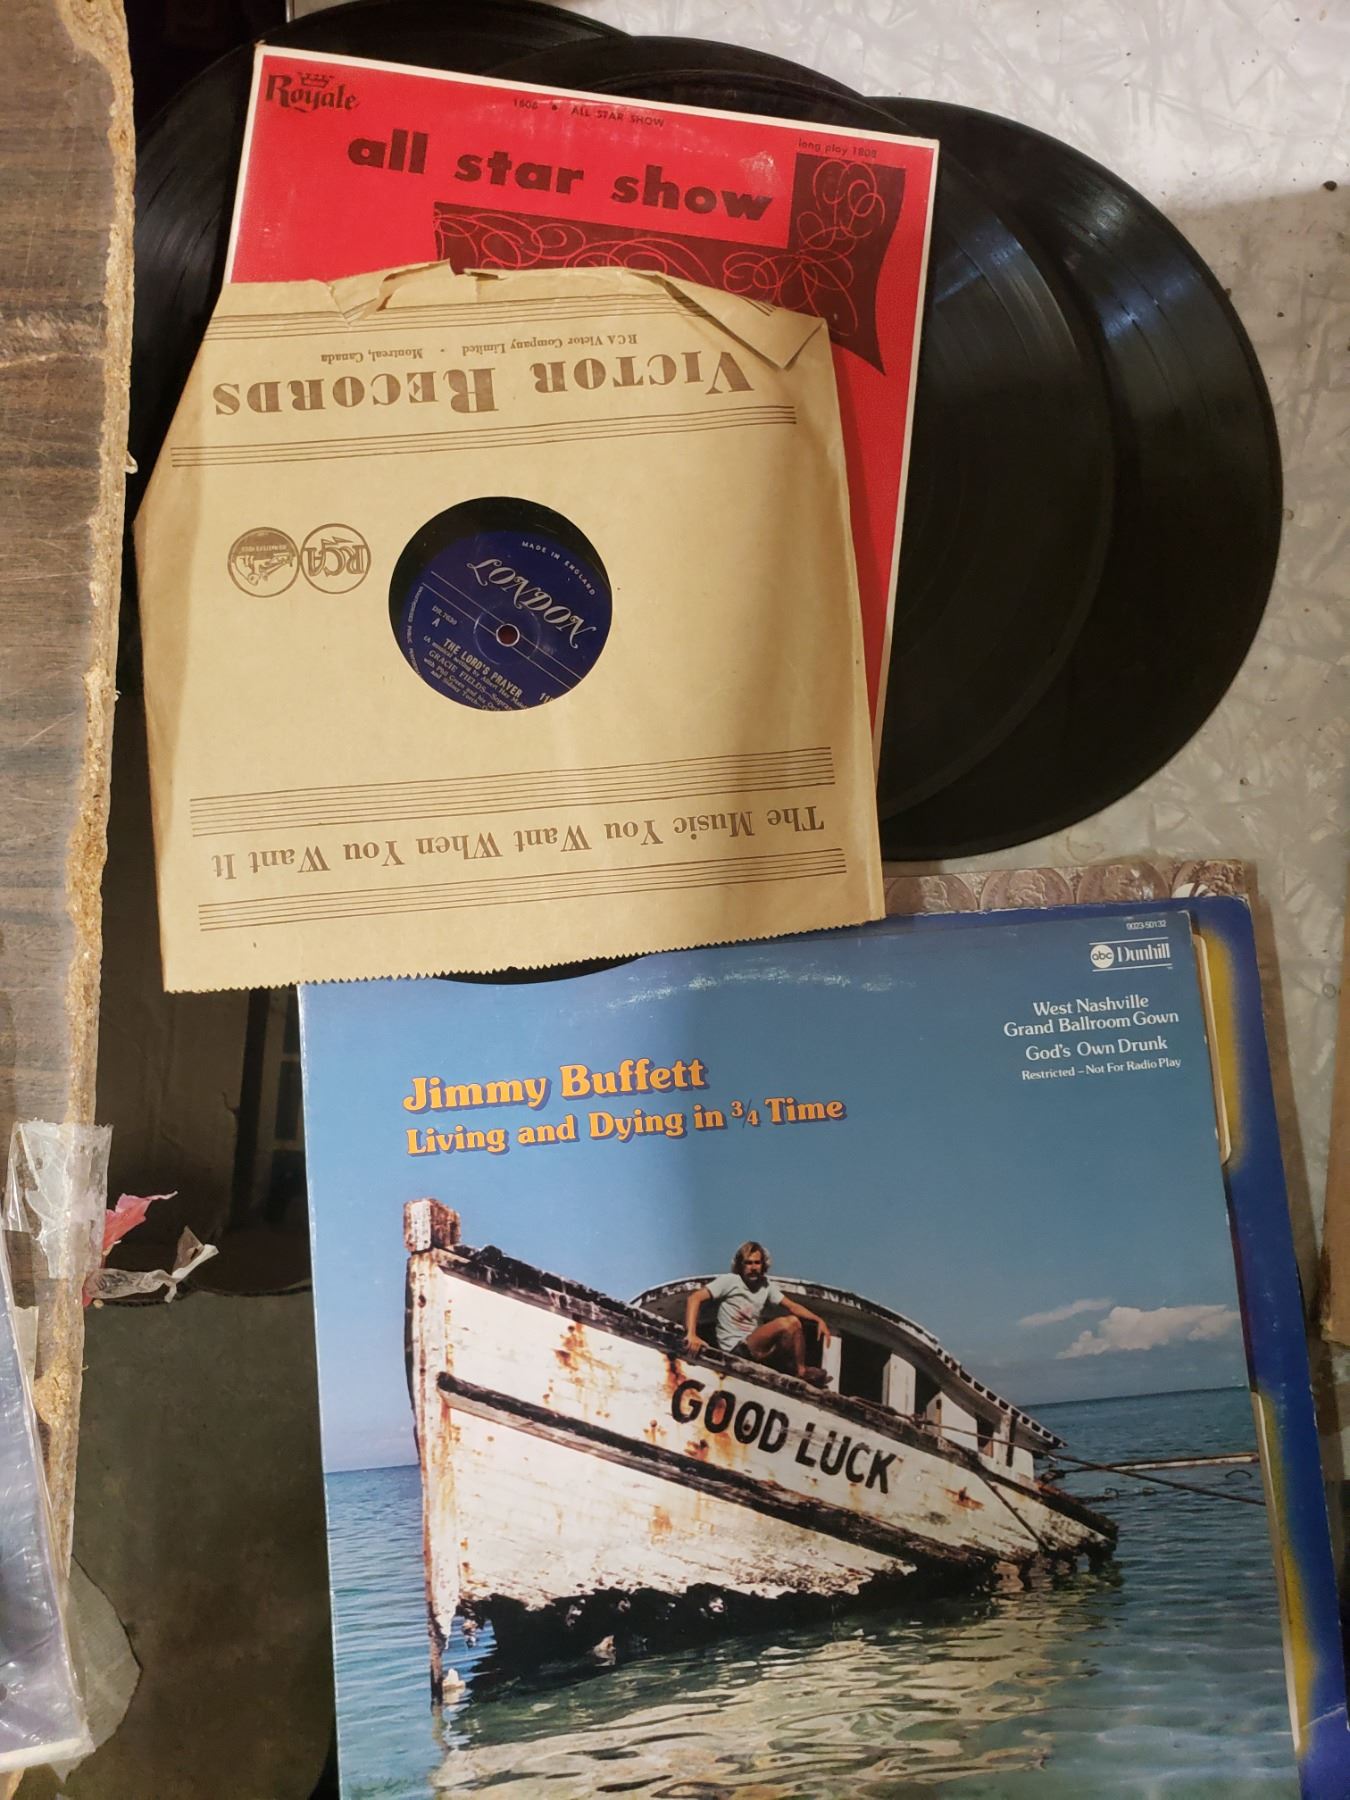 Royale
1808 • ALL STAR SHOW
long play 1808
all star show
Victor Records
RCA Victor Company Limited • Montreal, Canada
RCA
MADE IN ENGLAND
LONDON
A
THE LORD'S PRAYER
GRACIE FIELDS
The Music You Want When You Want It
9023-50132
abc Dunhill
West Nashville
Grand Ballroom Gown
God's Own Drunk
Restricted – Not For Radio Play
Jimmy Buffett
Living and Dying in 3/4 Time
GOOD LUCK